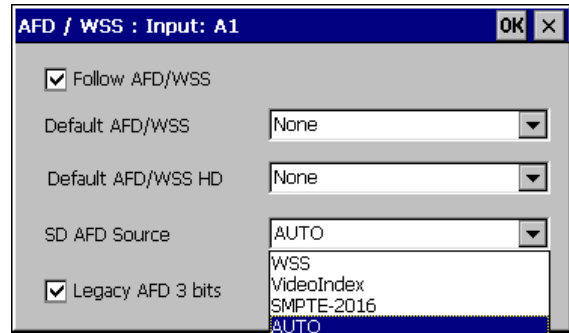 AFD / WSS : Input: A1 OK ×
Follow AFD/WSS
Default AFD/WSS None
Default AFD/WSS HD None
SD AFD Source AUTO
WSS
VideoIndex
Legacy AFD 3 bits
SMPTE-2016
AUTO